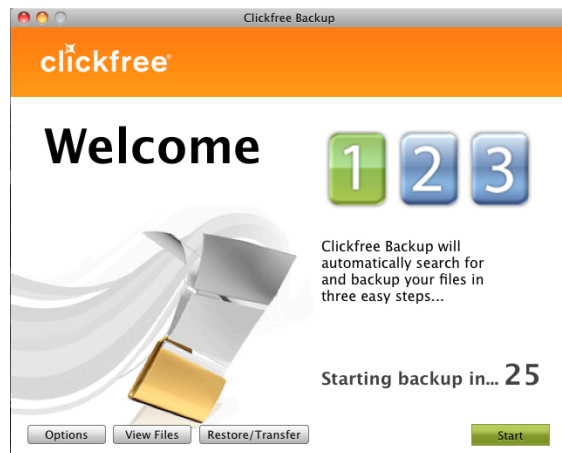 Clickfree Backup
clickfree
Welcome
1 2 3
Clickfree Backup will
automatically search for
and backup your files in
three easy steps...
Starting backup in... 25
Options View Files Restore/Transfer Start